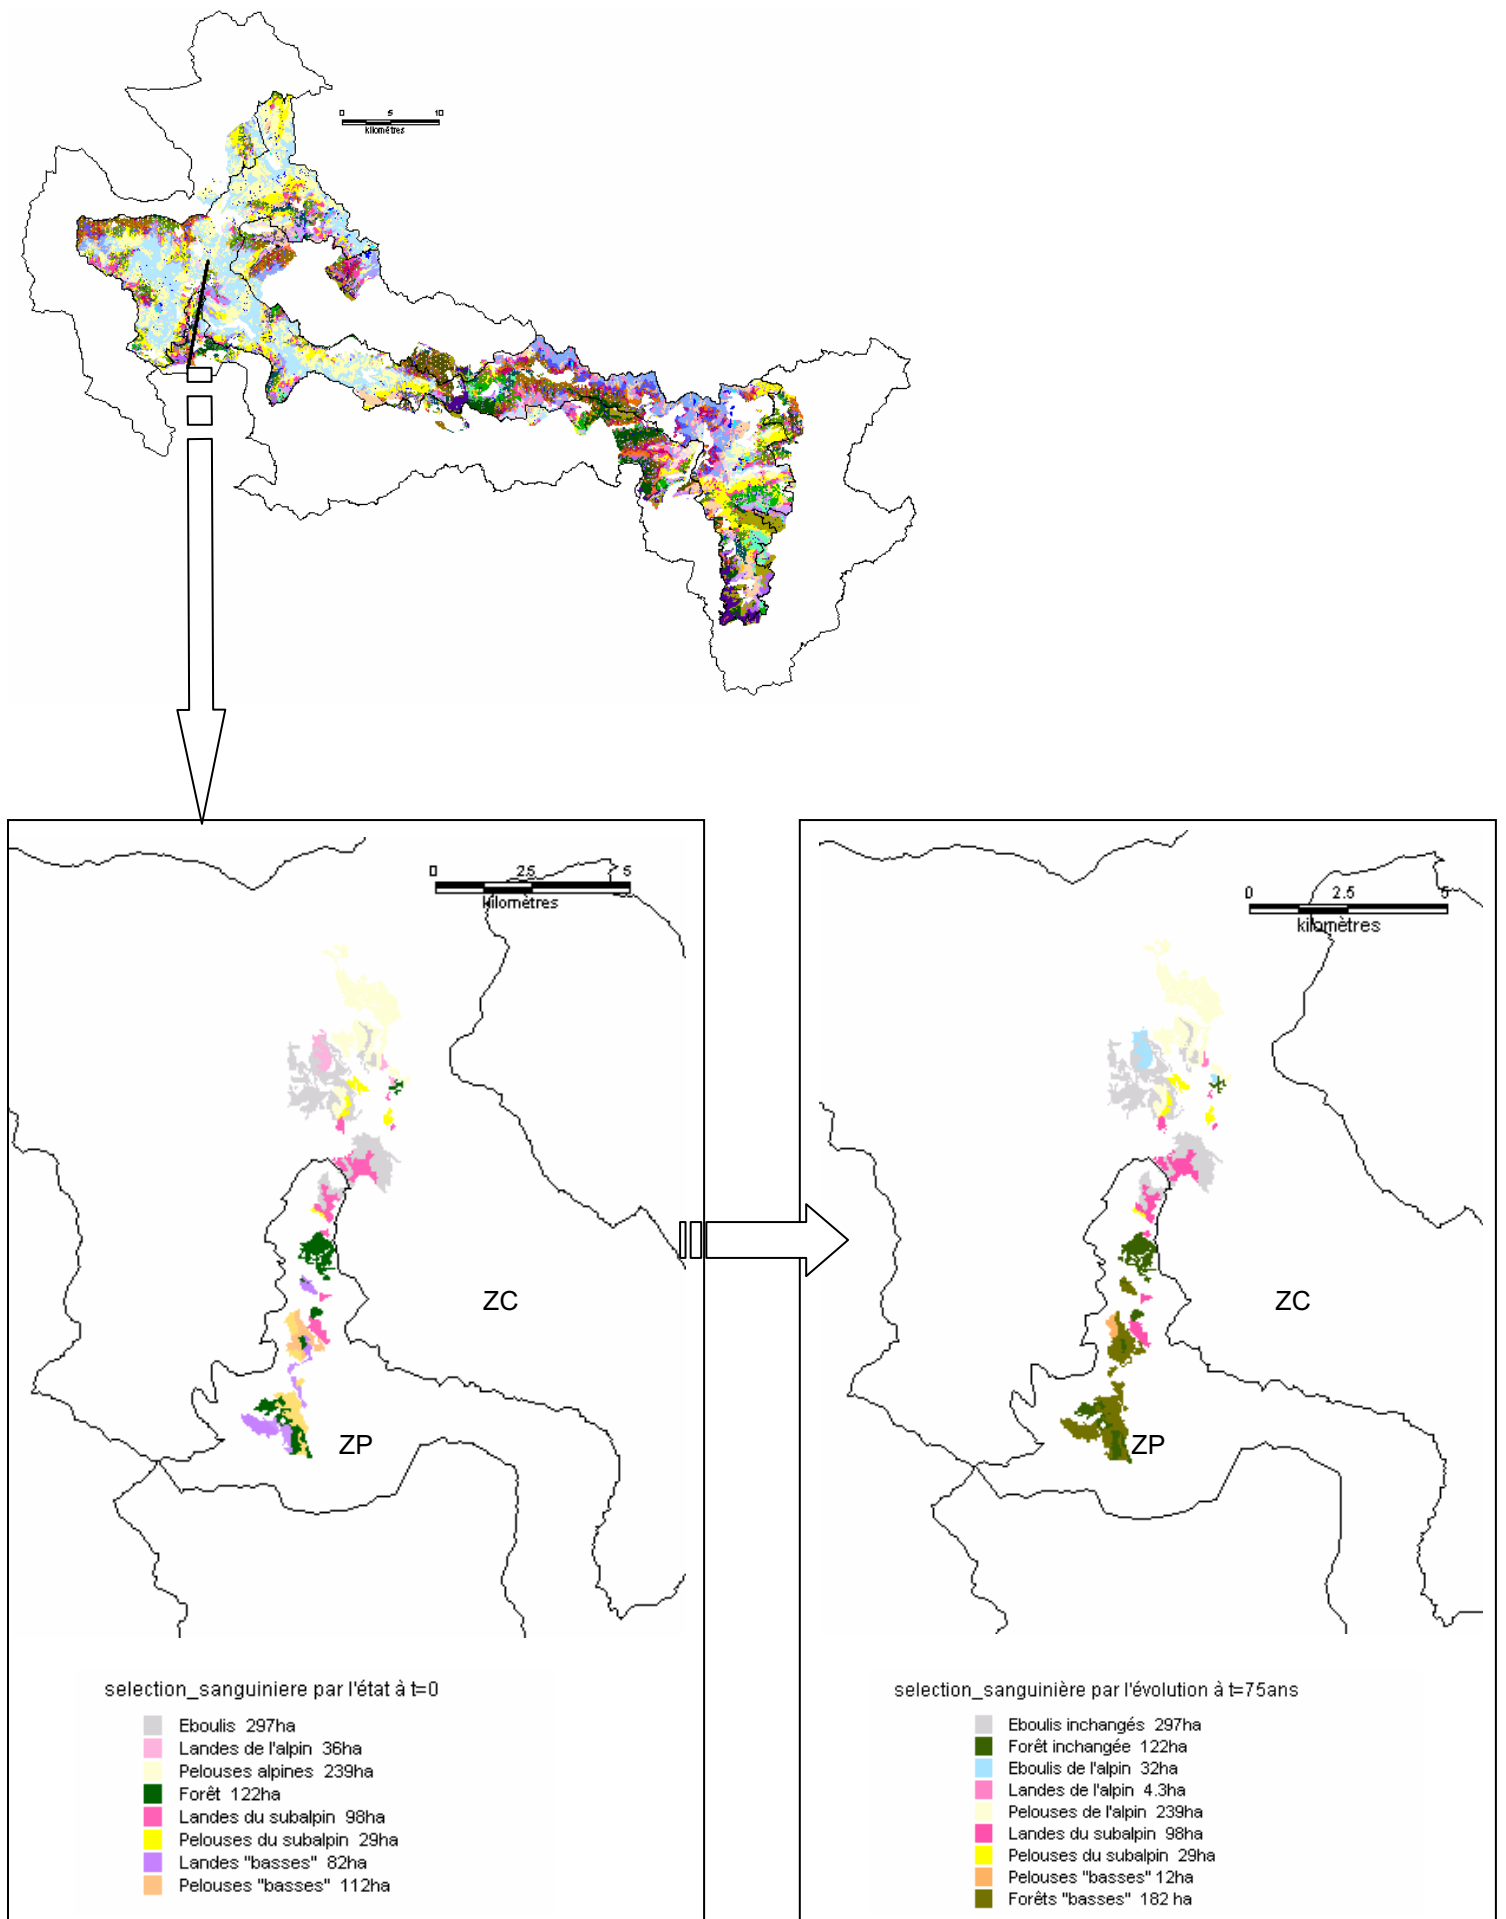 0 5 10
kilomètres
0 2.5 5
kilomètres
ZC
ZP
selection_sanguiniere par l'état à t=0
Eboulis 297ha
Landes de l'alpin 36ha
Pelouses alpines 239ha
Forêt 122ha
Landes du subalpin 98ha
Pelouses du subalpin 29ha
Landes "basses" 82ha
Pelouses "basses" 112ha
0 2.5 5
kilomètres
ZC
ZP
selection_sanguinière par l'évolution à t=75ans
Eboulis inchangés 297ha
Forêt inchangée 122ha
Eboulis de l'alpin 32ha
Landes de l'alpin 4.3ha
Pelouses de l'alpin 239ha
Landes du subalpin 98ha
Pelouses du subalpin 29ha
Pelouses "basses" 12ha
Forêts "basses" 182 ha